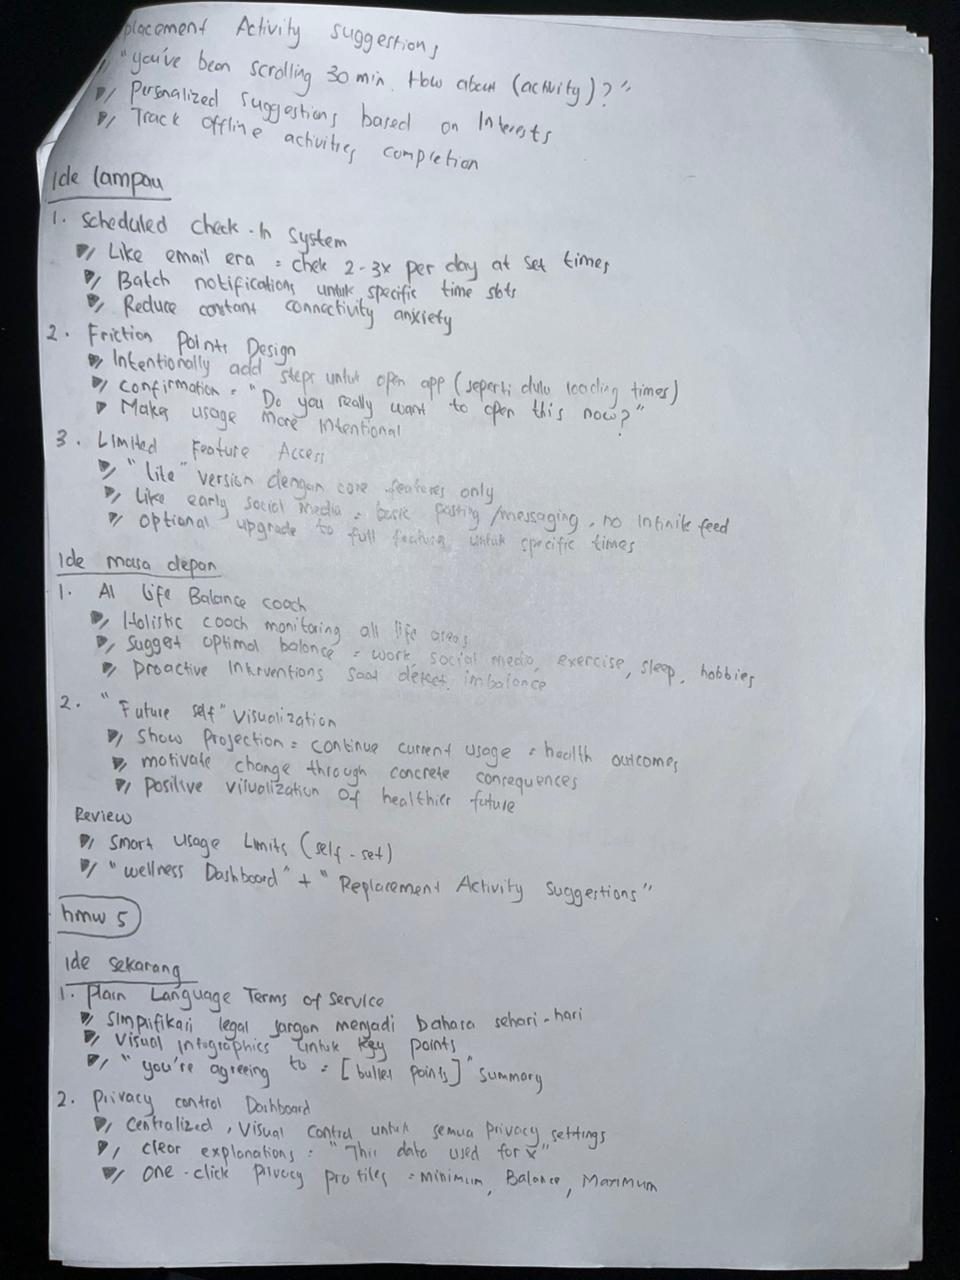 placement Activity suggestions
"you've been scrolling 30 min. How about (activity)?"
Personalized suggestions based on Interests
Track offline activities completion
Ide lampau
1. Scheduled check-In System
Like email era = chek 2-3x per day at set times
Batch notifications untuk specific time slots
Reduce constant connactivity anxiety
2. Friction Points Design
Intentionally add steps untuk open app (seperti dulu loading times)
confirmation = "Do you really want to open this now?"
Makes usage More Intentional
3. Limited Feature Access
"lite" version dengan core features only
Like early social media = basic posting/messaging, no infinite feed
optional upgrade to full feature untuk specific times
Ide masa depan
1. AI Life Balance coach
Holistic coach monitoring all life areas
Suggest optimal balance = work, social media, exercise, sleep, hobbies
Proactive Interventions saat detect imbalance
2. "Future self" visualization
Show Projection = continue current usage = health outcomes
motivate change through concrete consequences
positive visualization of healthier future
Review
Smart usage Limits (self-set)
"wellness Dashboard" + "Replacement Activity Suggestions"
hmw 5
Ide sekarang
1. Plain Language Terms of Service
Simplifikasi legal jargon menjadi bahasa sehari-hari
Visual infographics untuk key points
"you're agreeing to = [bullet points]" summary
2. Privacy control Dashboard
Centralized, visual control untuk semua privacy settings
clear explanations = "This data used for x"
One-click Privacy profiles = minimum, Balance, Maximum